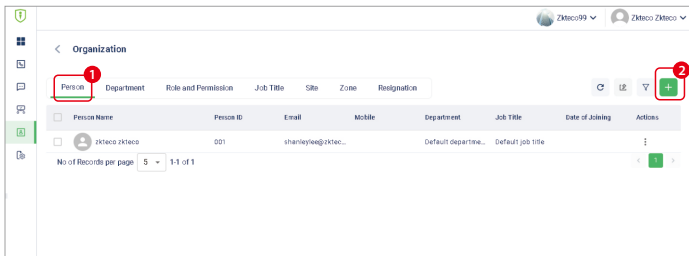 Zkteco99 Zkteco Zkteco
Organization
1
2
Person Department Role and Permission Job Title Site Zone Resignation
Person Name Person ID Email Mobile Department Job Title Date of Joining Actions
zkteco zkteco 001 shanleylee@zktec... Default departme... Default job title
No of Records per page 5 1-1 of 1 1